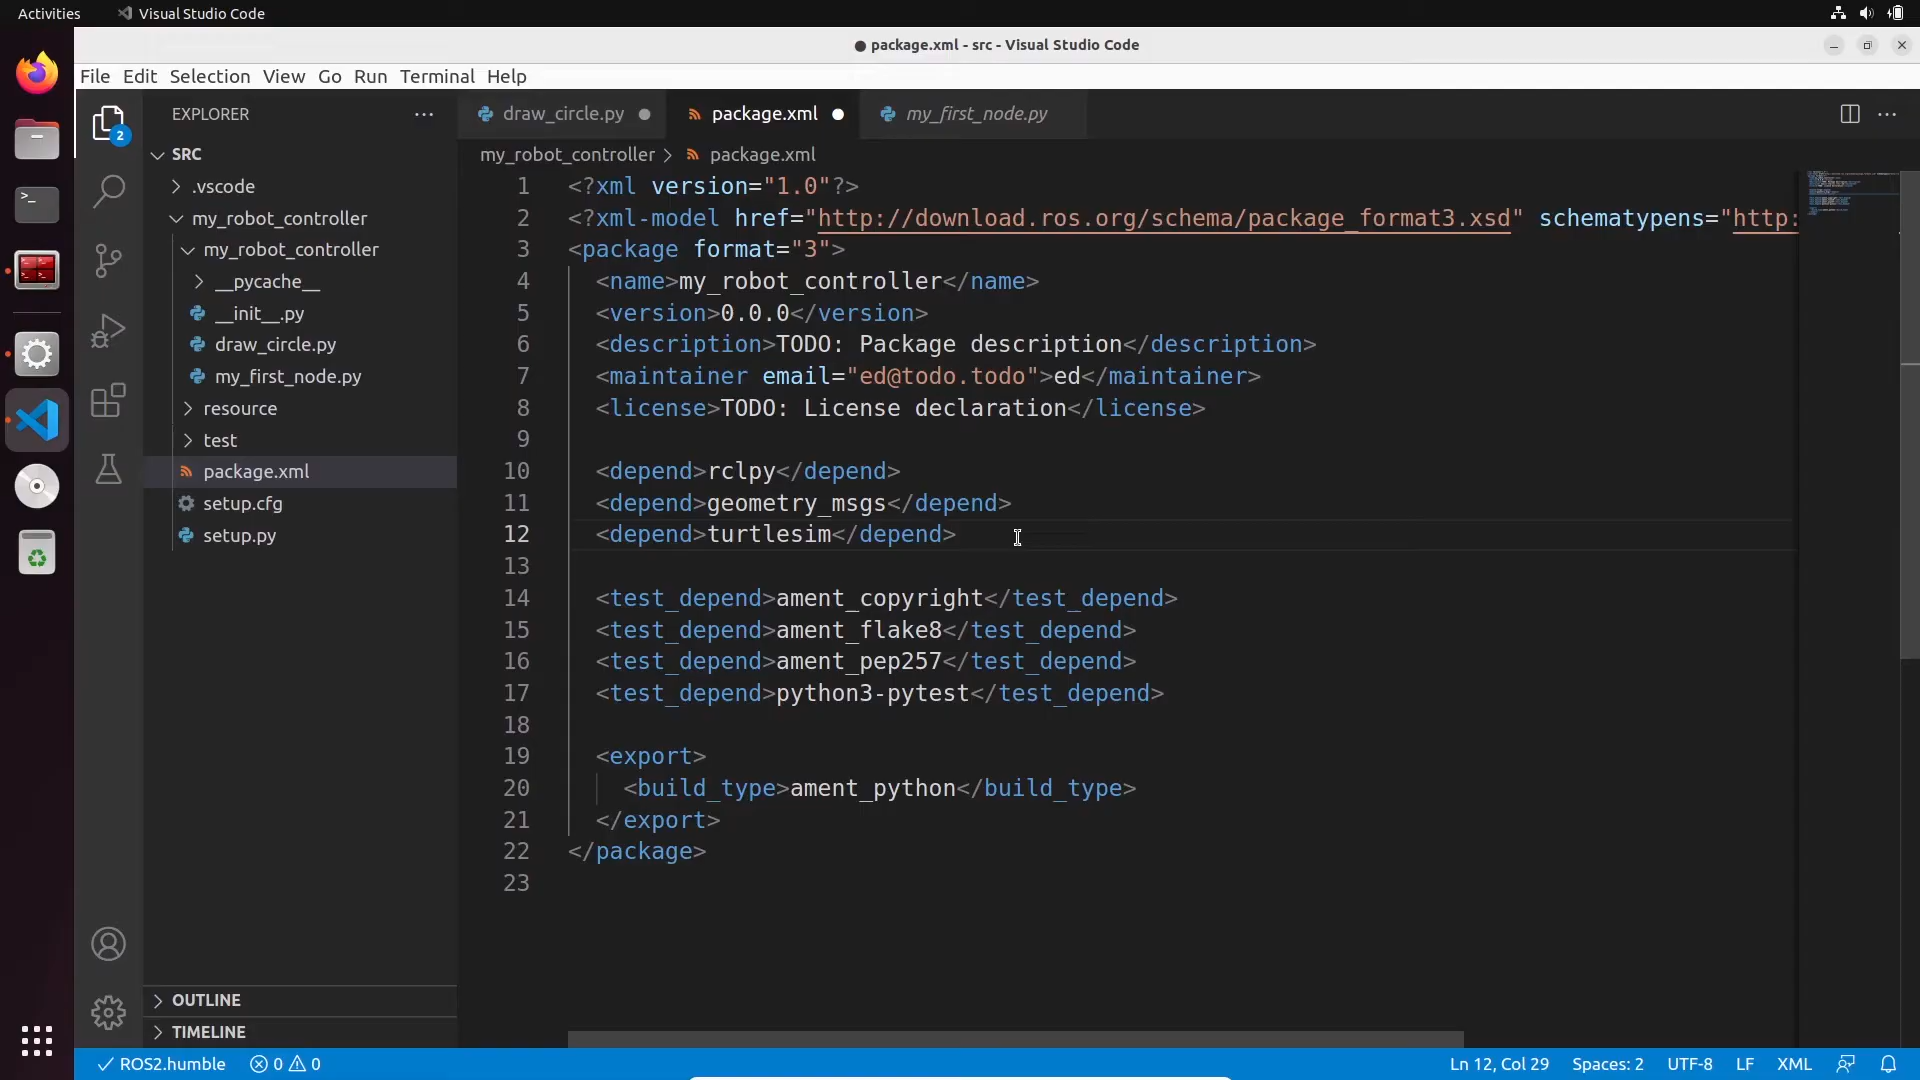 Activities Visual Studio Code
package.xml - src - Visual Studio Code
File Edit Selection View Go Run Terminal Help
EXPLORER
draw_circle.py package.xml my_first_node.py
2
SRC
.vscode
my_robot_controller
my_robot_controller
__pycache__
__init__.py
draw_circle.py
my_first_node.py
resource
test
package.xml
setup.cfg
setup.py
OUTLINE
TIMELINE
my_robot_controller > package.xml
1 <?xml version="1.0"?>
2 <?xml-model href="http://download.ros.org/schema/package_format3.xsd" schematypens="http:
3 <package format="3">
4 <name>my_robot_controller</name>
5 <version>0.0.0</version>
6 <description>TODO: Package description</description>
7 <maintainer email="ed@todo.todo">ed</maintainer>
8 <license>TODO: License declaration</license>
9
10 <depend>rclpy</depend>
11 <depend>geometry_msgs</depend>
12 <depend>turtlesim</depend>
13
14 <test_depend>ament_copyright</test_depend>
15 <test_depend>ament_flake8</test_depend>
16 <test_depend>ament_pep257</test_depend>
17 <test_depend>python3-pytest</test_depend>
18
19 <export>
20 <build_type>ament_python</build_type>
21 </export>
22 </package>
23
ROS2.humble 0 0 Ln 12, Col 29 Spaces: 2 UTF-8 LF XML